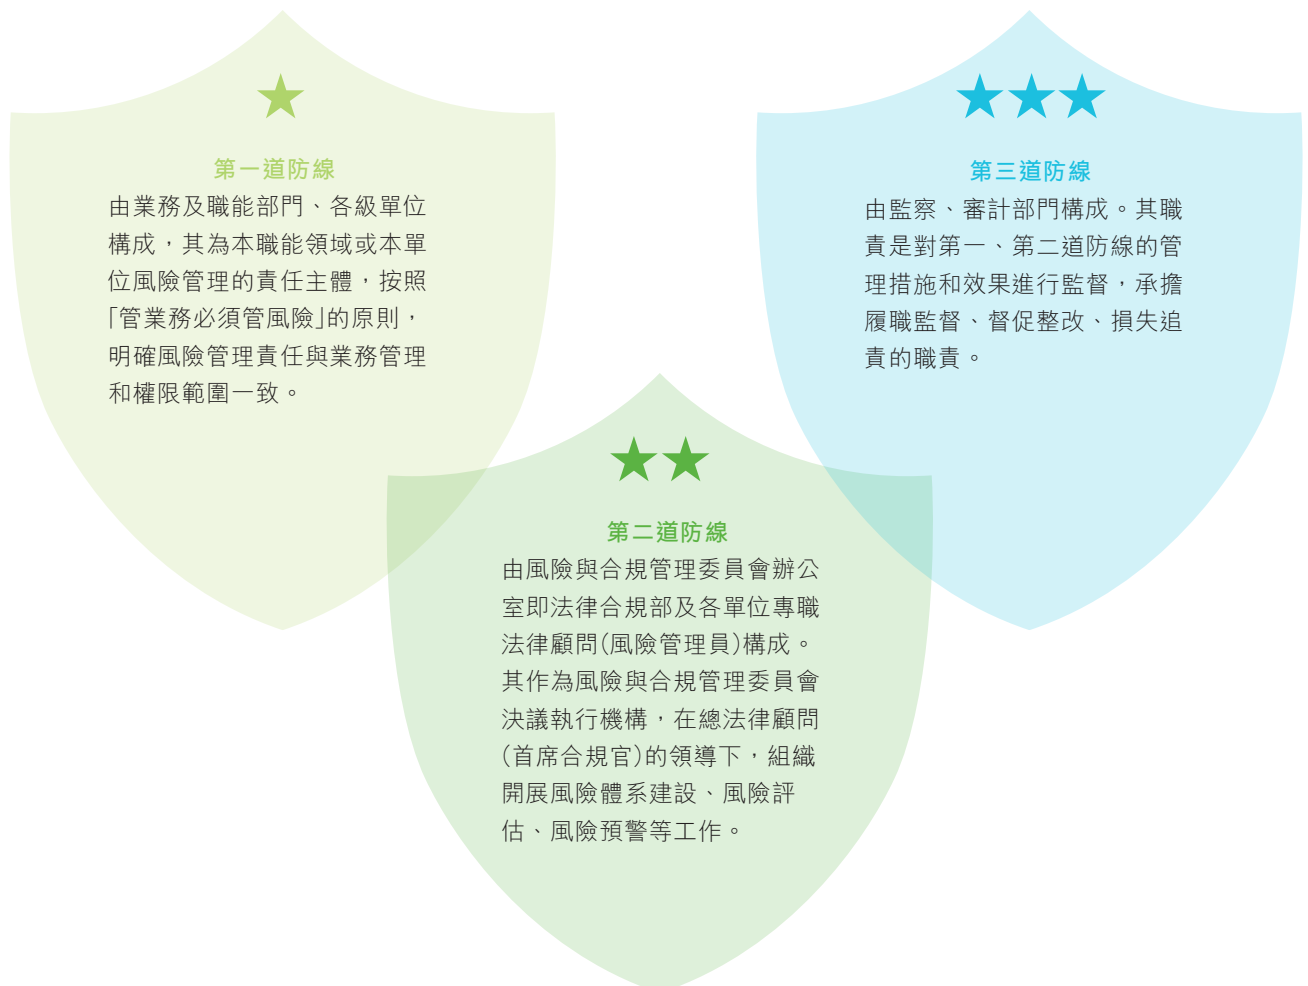 第一道防線
由業務及職能部門、各級單位
構成，其為本職能領域或本單
位風險管理的責任主體，按照
「管業務必須管風險」的原則，
明確風險管理責任與業務管理
和權限範圍一致。
第二道防線
由風險與合規管理委員會辦公
室即法律合規部及各單位專職
法律顧問(風險管理員)構成。
其作為風險與合規管理委員會
決議執行機構，在總法律顧問
(首席合規官)的領導下，組織
開展風險體系建設、風險評
估、風險預警等工作。
第三道防線
由監察、審計部門構成。其職
責是對第一、第二道防線的管
理措施和效果進行監督，承擔
履職監督、督促整改、損失追
責的職責。